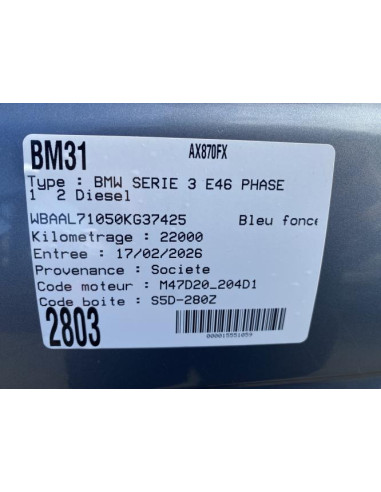 BM31
AX870FX
Type : BMW SERIE 3 E46 PHASE
1  2 Diesel
WBAAL71050KG37425 Bleu fonce
Kilometrage : 22000
Entree : 17/02/2026
Provenance : Societe
Code moteur : M47D20_204D1
Code boite : S5D-280Z
2803
000015551059